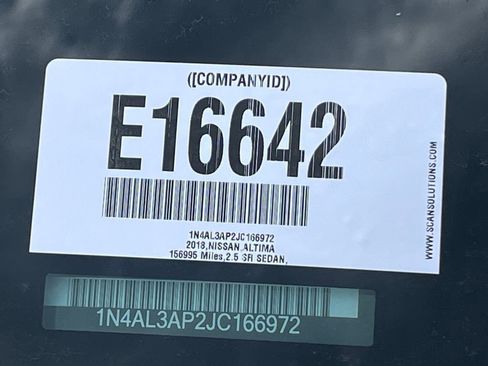 ([COMPANYID])
E16642
1N4AL3AP2JC166972
2018,NISSAN,ALTIMA
156995 Miles,2.5 SR SEDAN,
WWW.SCANSOLUTIONS.COM
1N4AL3AP2JC166972